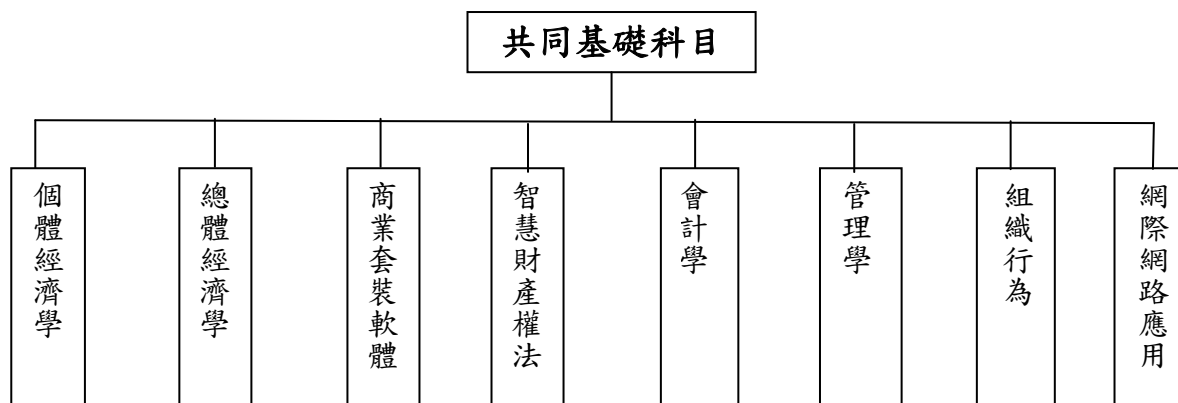 共同基礎科目
個體經濟學
總體經濟學
商業套裝軟體
智慧財產權法
會計學
管理學
組織行為
網際網路應用